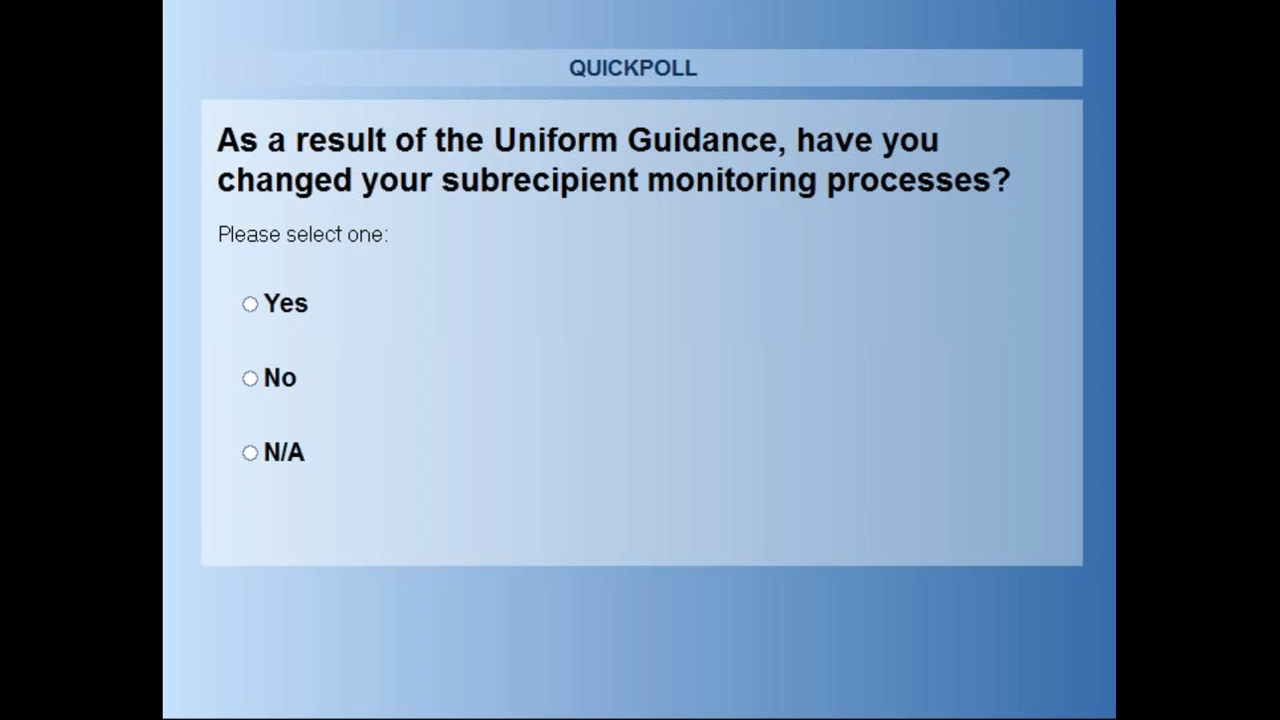 QUICKPOLL
As a result of the Uniform Guidance, have you
changed your subrecipient monitoring processes?
Please select one:
Yes
No
N/A